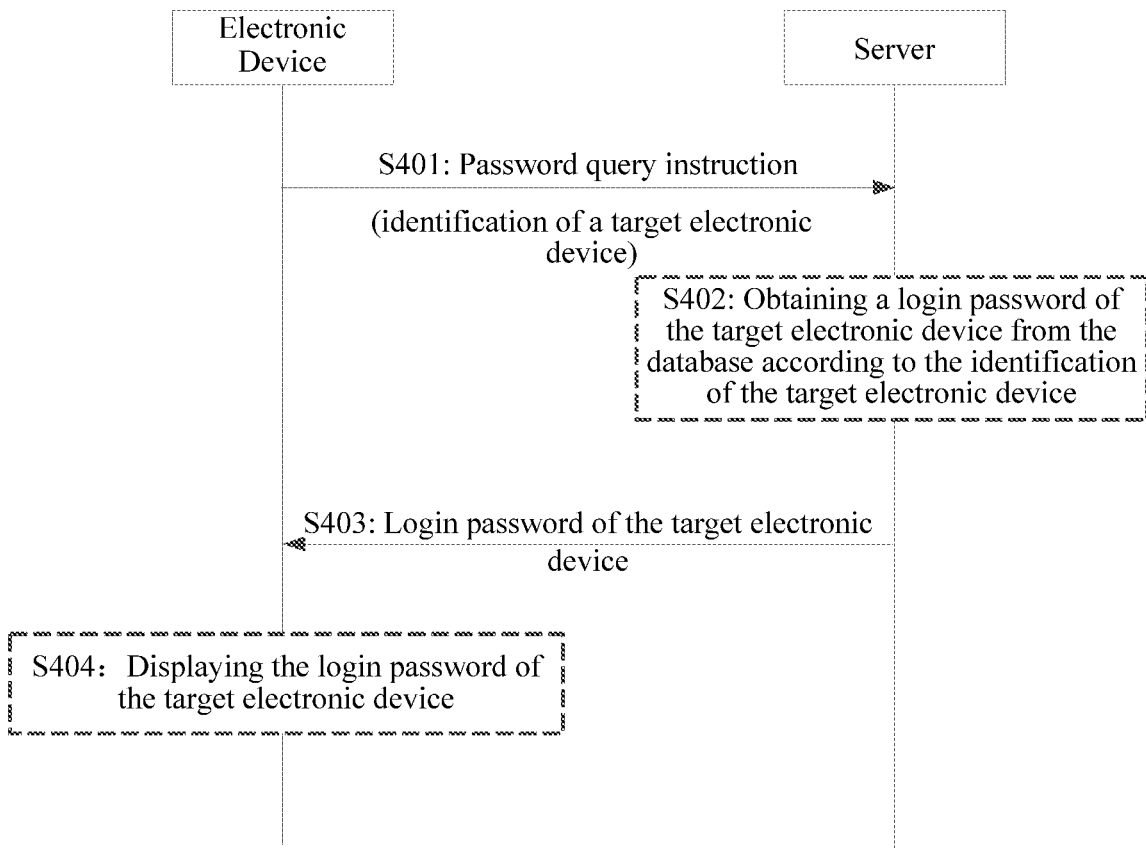 Electronic
Device
Server
S401: Password query instruction
(identification of a target electronic
device)
S402: Obtaining a login password of
the target electronic device from the
database according to the identification
of the target electronic device
S403: Login password of the target electronic
device
S404：Displaying the login password of
the target electronic device